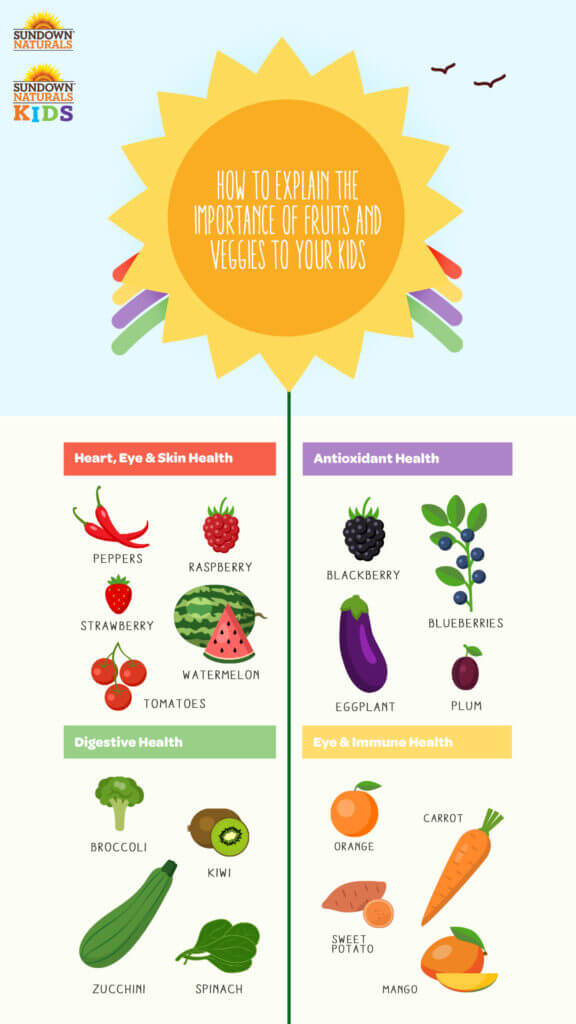 SUNDOWN
NATURALS
SUNDOWN
NATURALS
KIDS
HOW TO EXPLAIN THE
IMPORTANCE OF FRUITS AND
VEGGIES TO YOUR KIDS
Heart, Eye & Skin Health
PEPPERS
RASPBERRY
STRAWBERRY
WATERMELON
TOMATOES
Antioxidant Health
BLACKBERRY
BLUEBERRIES
EGGPLANT
PLUM
Digestive Health
BROCCOLI
KIWI
ZUCCHINI
SPINACH
Eye & Immune Health
ORANGE
CARROT
SWEET
POTATO
MANGO